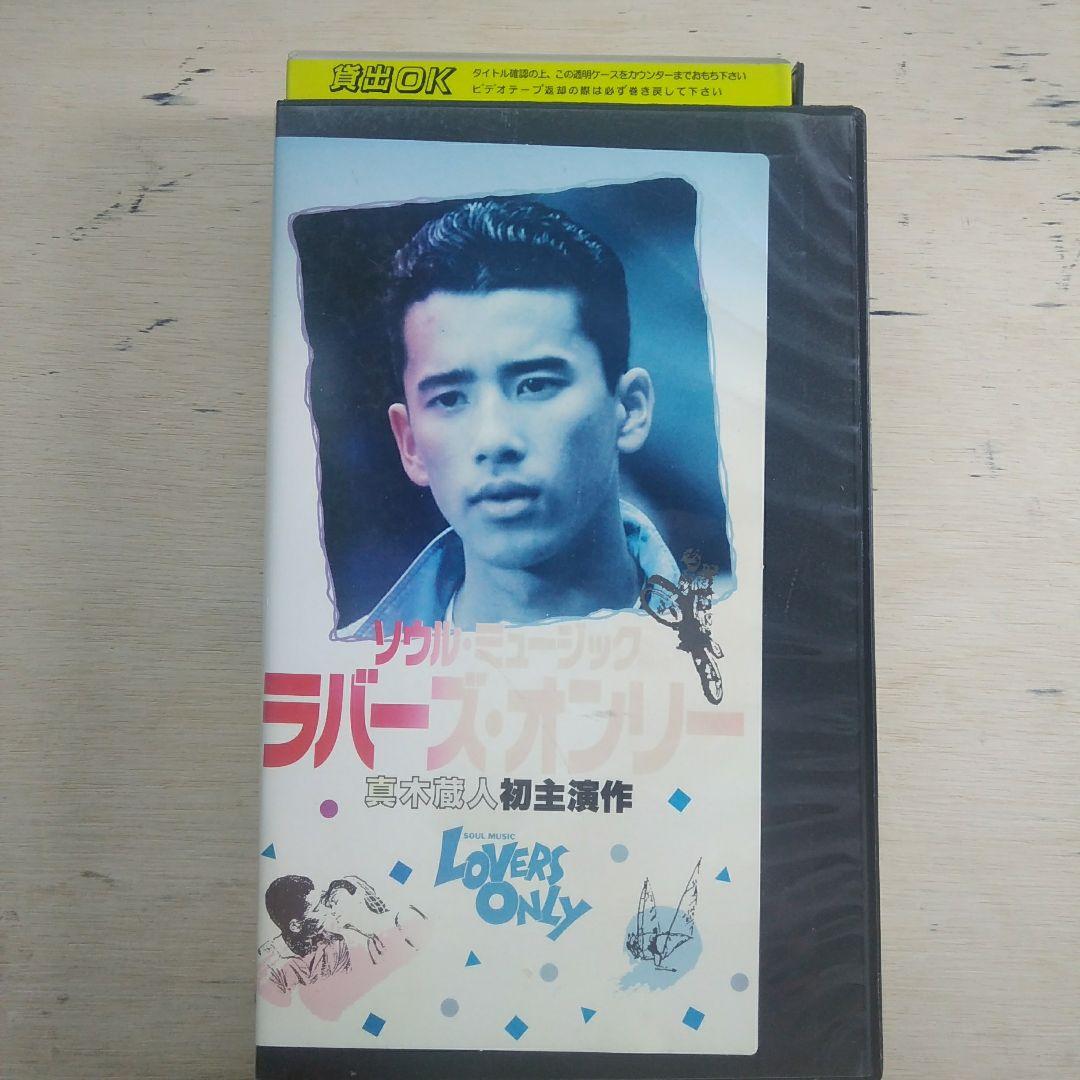 貸出OK
タイトル確認の上、この透明ケースをカウンターまでおもち下さい
ビデオテープ返却の際は必ず巻き戻して下さい
ソウル・ミュージック
ラバーズ・オンリー
真木蔵人初主演作
SOUL MUSIC
LOVERS
ONLY